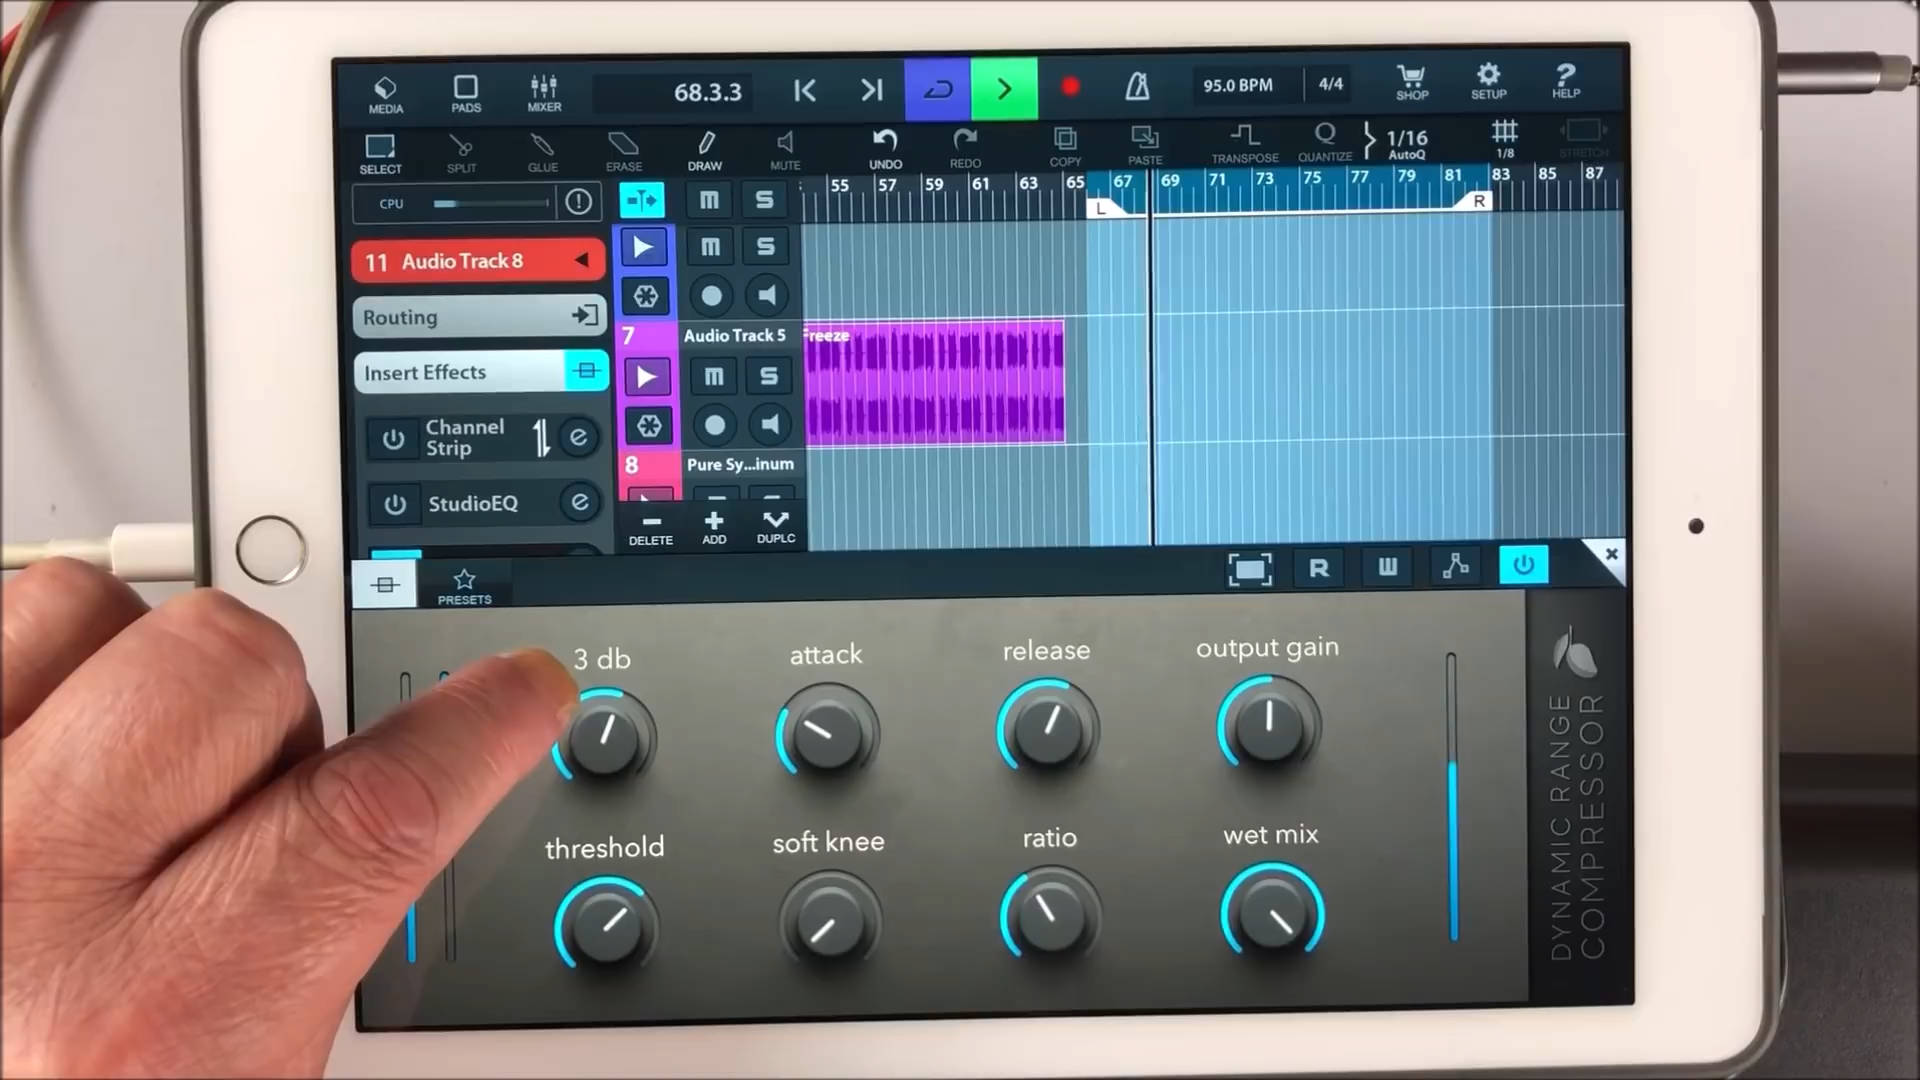 MEDIA
PADS
MIXER
68.3.3
95.0 BPM
4/4
SHOP
SETUP
?
HELP
SELECT
SPLIT
GLUE
ERASE
DRAW
MUTE
UNDO
REDO
COPY
PASTE
TRANSPOSE
Q
QUANTIZE
1/16
AutoQ
1/8
STRETCH
CPU
!
M
S
55
57
59
61
63
65
67
69
71
73
75
77
79
81
83
85
87
L
R
11 Audio Track 8
M
S
Routing
7
Audio Track 5
Freeze
Insert Effects
M
S
Channel
Strip
e
8
Pure Sy...inum
StudioEQ
e
DELETE
ADD
DUPLC
PRESETS
R
W
3 db
attack
release
output gain
threshold
soft knee
ratio
wet mix
DYNAMIC RANGE
COMPRESSOR